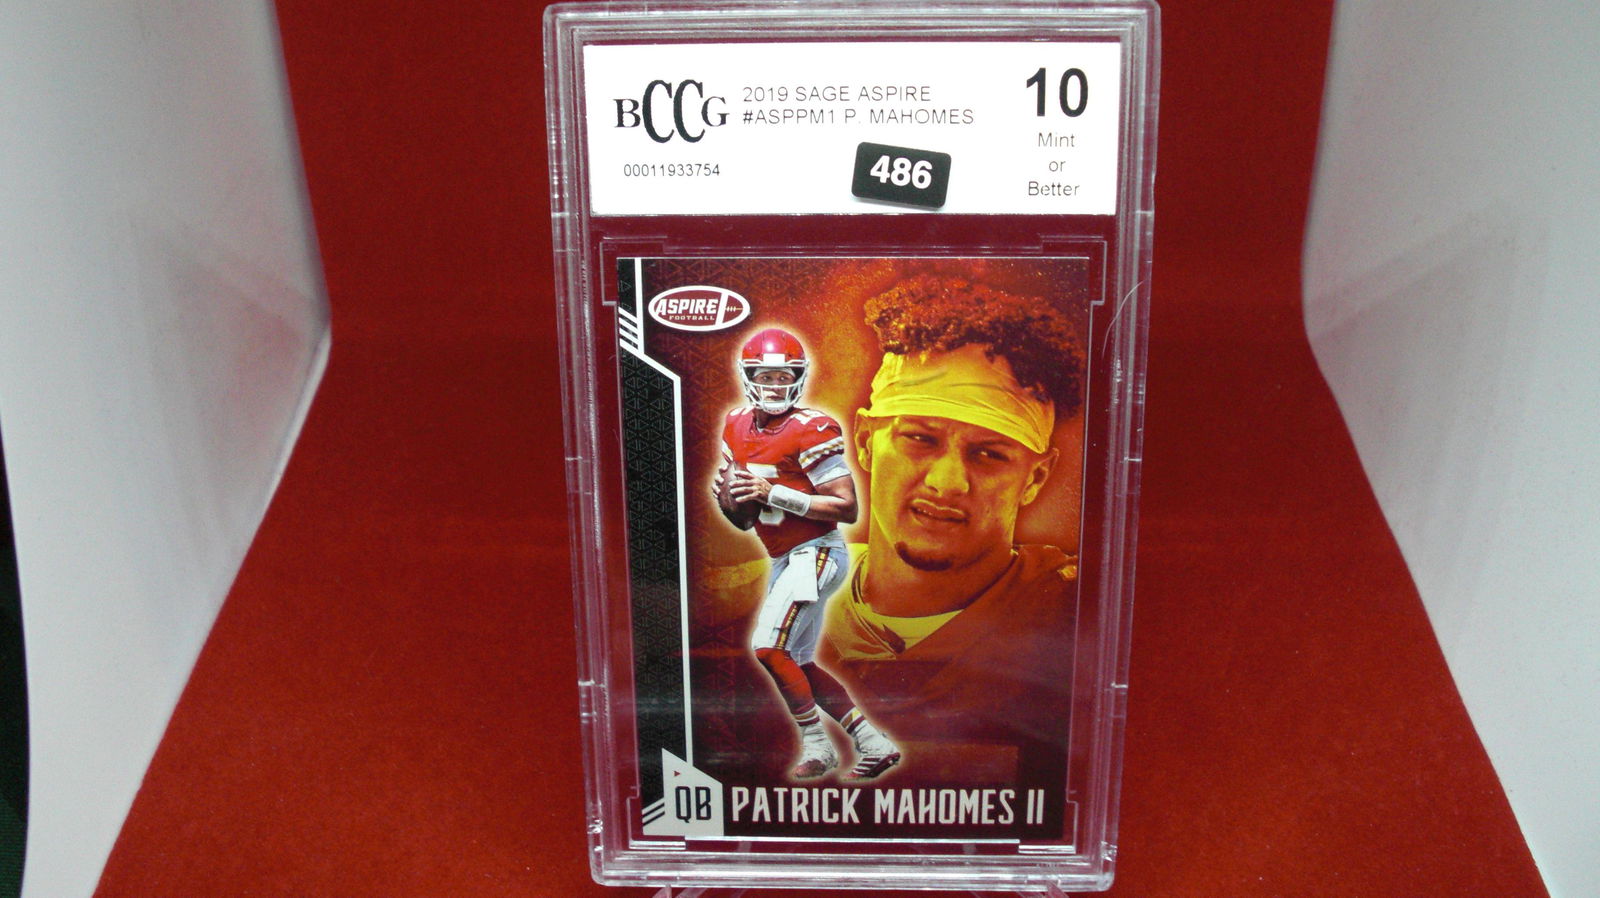 BCCG
2019 SAGE ASPIRE
#ASPPM1 P. MAHOMES
00011933754
486
10
Mint
or
Better
ASPIRE
FOOTBALL
QB
PATRICK MAHOMES II